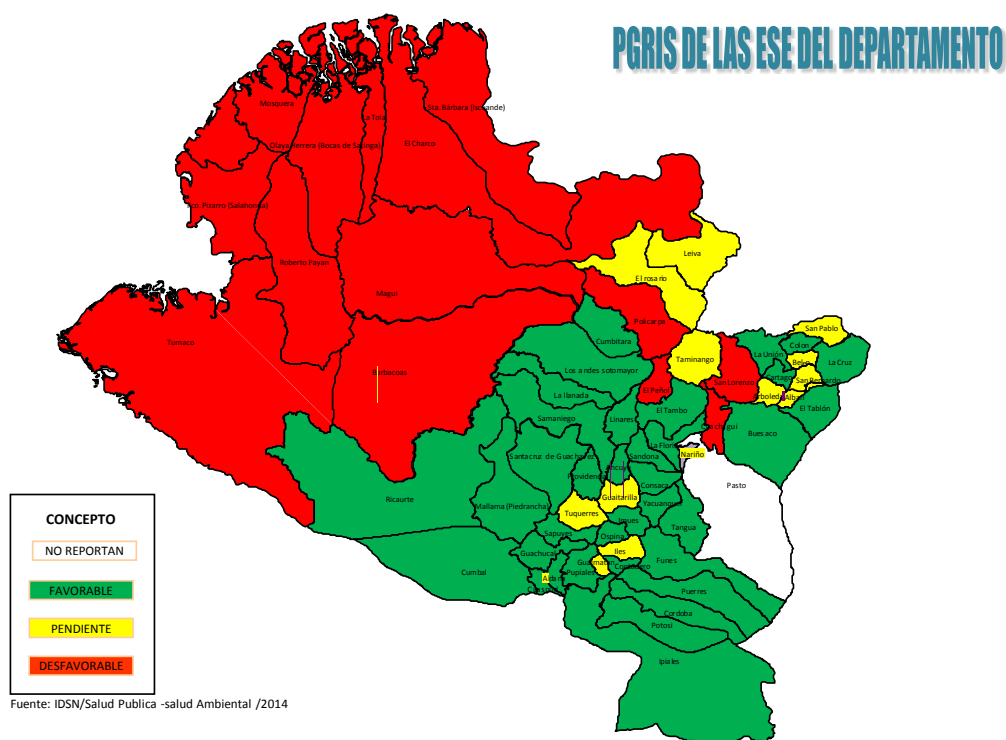 PGRIS DE LAS ESE DEL DEPARTAMENTO
Mosquera
Sta. Bárbara (Iscuande)
La Tola
Olaya Herrera (Bocas de Satinga)
El Charco
Pizarro (Salahonda)
Roberto Payan
Magui
Leiva
El rosario
Tumaco
Policarpa
San Pablo
Cumbitara
Colon
La Unión
La Cruz
Taminango
Belen
Barbacoas
Los andes sotomayor
Cartago
San Bernardo
San Lorenzo
La llanada
El Peñol
Arboleda
Alban
El Tablón
Samaniego
Linares
El Tambo
Buesaco
La Florida
Santacruz de Guachavez
Sandona
Nariño
Ancuya
Providencia
Pasto
Consaca
Ricaurte
Guaitarilla
Yacuanquer
Mallama (Piedrancha)
Tuquerres
Imues
Tangua
Sapuyes
Ospina
Guachucal
Iles
Funes
Gualmatan
Contadero
Cumbal
Pupiales
Aldana
Puerres
Cordoba
Potosi
Ipiales
CONCEPTO
NO REPORTAN
FAVORABLE
PENDIENTE
DESFAVORABLE
Fuente: IDSN/Salud Publica -salud Ambiental /2014